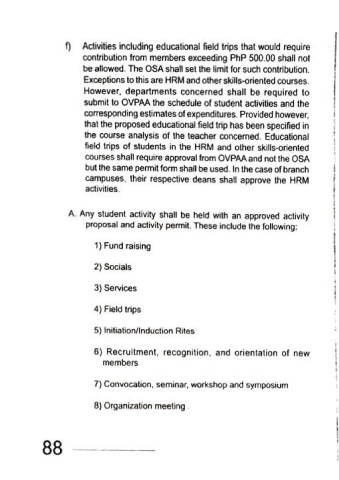 f) Activities including educational field trips that would require
contribution from members exceeding PhP 500.00 shall not
be allowed. The OSA shall set the limit for such contribution.
Exceptions to this are HRM and other skills-oriented courses.
However, departments concerned shall be required to
submit to OVPAA the schedule of student activities and the
corresponding estimates of expenditures. Provided however,
that the proposed educational field trip has been specified in
the course analysis of the teacher concerned. Educational
field trips of students in the HRM and other skills-oriented
courses shall require approval from OVPAA and not the OSA
but the same permit form shall be used. In the case of branch
campuses, their respective deans shall approve the HRM
activities.
A. Any student activity shall be held with an approved activity
proposal and activity permit. These include the following:
1) Fund raising
2) Socials
3) Services
4) Field trips
5) Initiation/Induction Rites
6) Recruitment, recognition, and orientation of new
members
7) Convocation, seminar, workshop and symposium
8) Organization meeting
88